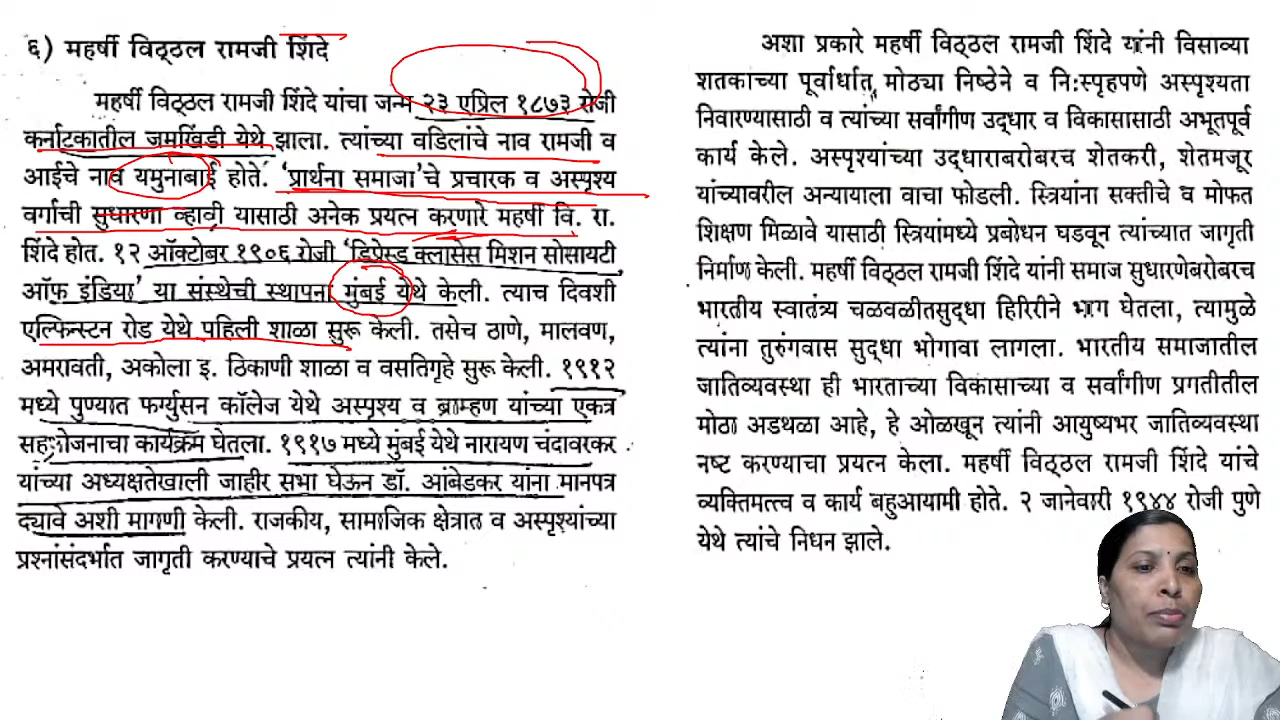 ६) महर्षी विठ्ठल रामजी शिंदे
महर्षी विठ्ठल रामजी शिंदे यांचा जन्म २३ एप्रिल १८७३ रोजी
कर्नाटकातील जमखिंडी येथे झाला. त्यांच्या वडिलांचे नाव रामजी व
आईचे नाव यमुनाबाई होते. 'प्रार्थना समाजा'चे प्रचारक व अस्पृश्य
वर्गाची सुधारणा व्हावी यासाठी अनेक प्रयत्न करणारे महर्षी वि. रा.
शिंदे होत. १२ ऑक्टोबर १९०६ रोजी 'डिप्रेस्ड क्लासेस मिशन सोसायटी
ऑफ इंडिया' या संस्थेची स्थापना मुंबई येथे केली. त्याच दिवशी
एल्फिन्स्टन रोड येथे पहिली शाळा सुरू केली. तसेच ठाणे, मालवण,
अमरावती, अकोला इ. ठिकाणी शाळा व वसतिगृहे सुरू केली. १९१२
मध्ये पुण्यात फर्ग्युसन कॉलेज येथे अस्पृश्य व ब्राम्हण यांच्या एकत्र
सहभोजनाचा कार्यक्रम घेतला. १९१७ मध्ये मुंबई येथे नारायण चंदावरकर
यांच्या अध्यक्षतेखाली जाहीर सभा घेऊन डॉ. आंबेडकर यांना मानपत्र
द्यावे अशी मागणी केली. राजकीय, सामाजिक क्षेत्रात व अस्पृश्यांच्या
प्रश्नांसंदर्भात जागृती करण्याचे प्रयत्न त्यांनी केले.
अशा प्रकारे महर्षी विठ्ठल रामजी शिंदे यांनी विसाव्या
शतकाच्या पूर्वार्धात, मोठ्या निष्ठेने व निःस्पृहपणे अस्पृश्यता
निवारण्यासाठी व त्यांच्या सर्वांगीण उद्धार व विकासासाठी अभूतपूर्व
कार्य केले. अस्पृश्यांच्या उद्धाराबरोबरच शेतकरी, शेतमजूर
यांच्यावरील अन्यायाला वाचा फोडली. स्त्रियांना सक्तीचे व मोफत
शिक्षण मिळावे यासाठी स्त्रियांमध्ये प्रबोधन घडवून त्यांच्यात जागृती
निर्माण केली. महर्षी विठ्ठल रामजी शिंदे यांनी समाज सुधारणेबरोबरच
भारतीय स्वातंत्र्य चळवळीतसुद्धा हिरिरीने भाग घेतला, त्यामुळे
त्यांना तुरुंगवास सुद्धा भोगावा लागला. भारतीय समाजातील
जातिव्यवस्था ही भारताच्या विकासाच्या व सर्वांगीण प्रगतीतील
मोठा अडथळा आहे, हे ओळखून त्यांनी आयुष्यभर जातिव्यवस्था
नष्ट करण्याचा प्रयत्न केला. महर्षी विठ्ठल रामजी शिंदे यांचे
व्यक्तिमत्त्व व कार्य बहुआयामी होते. २ जानेवारी १९४४ रोजी पुणे
येथे त्यांचे निधन झाले.